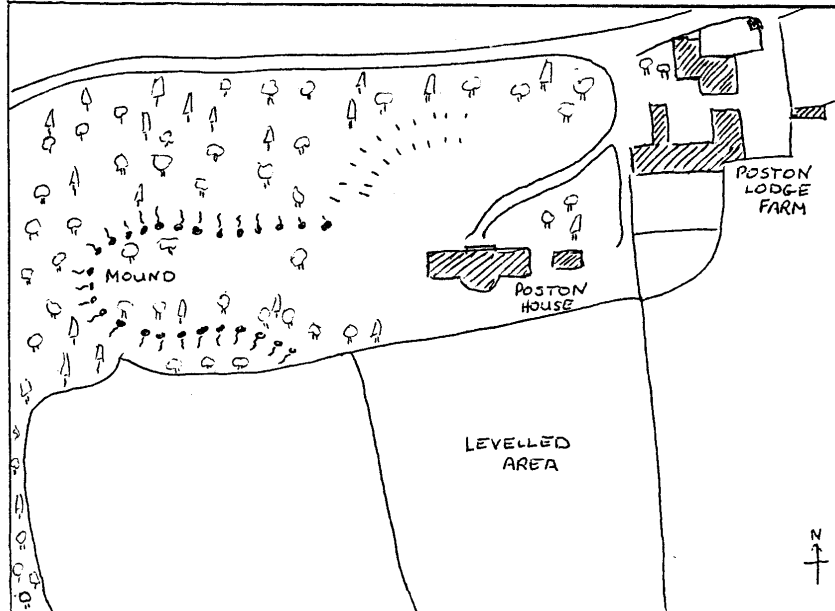 POSTON
LODGE
FARM
MOUND
POSTON
HOUSE
LEVELLED
AREA
N